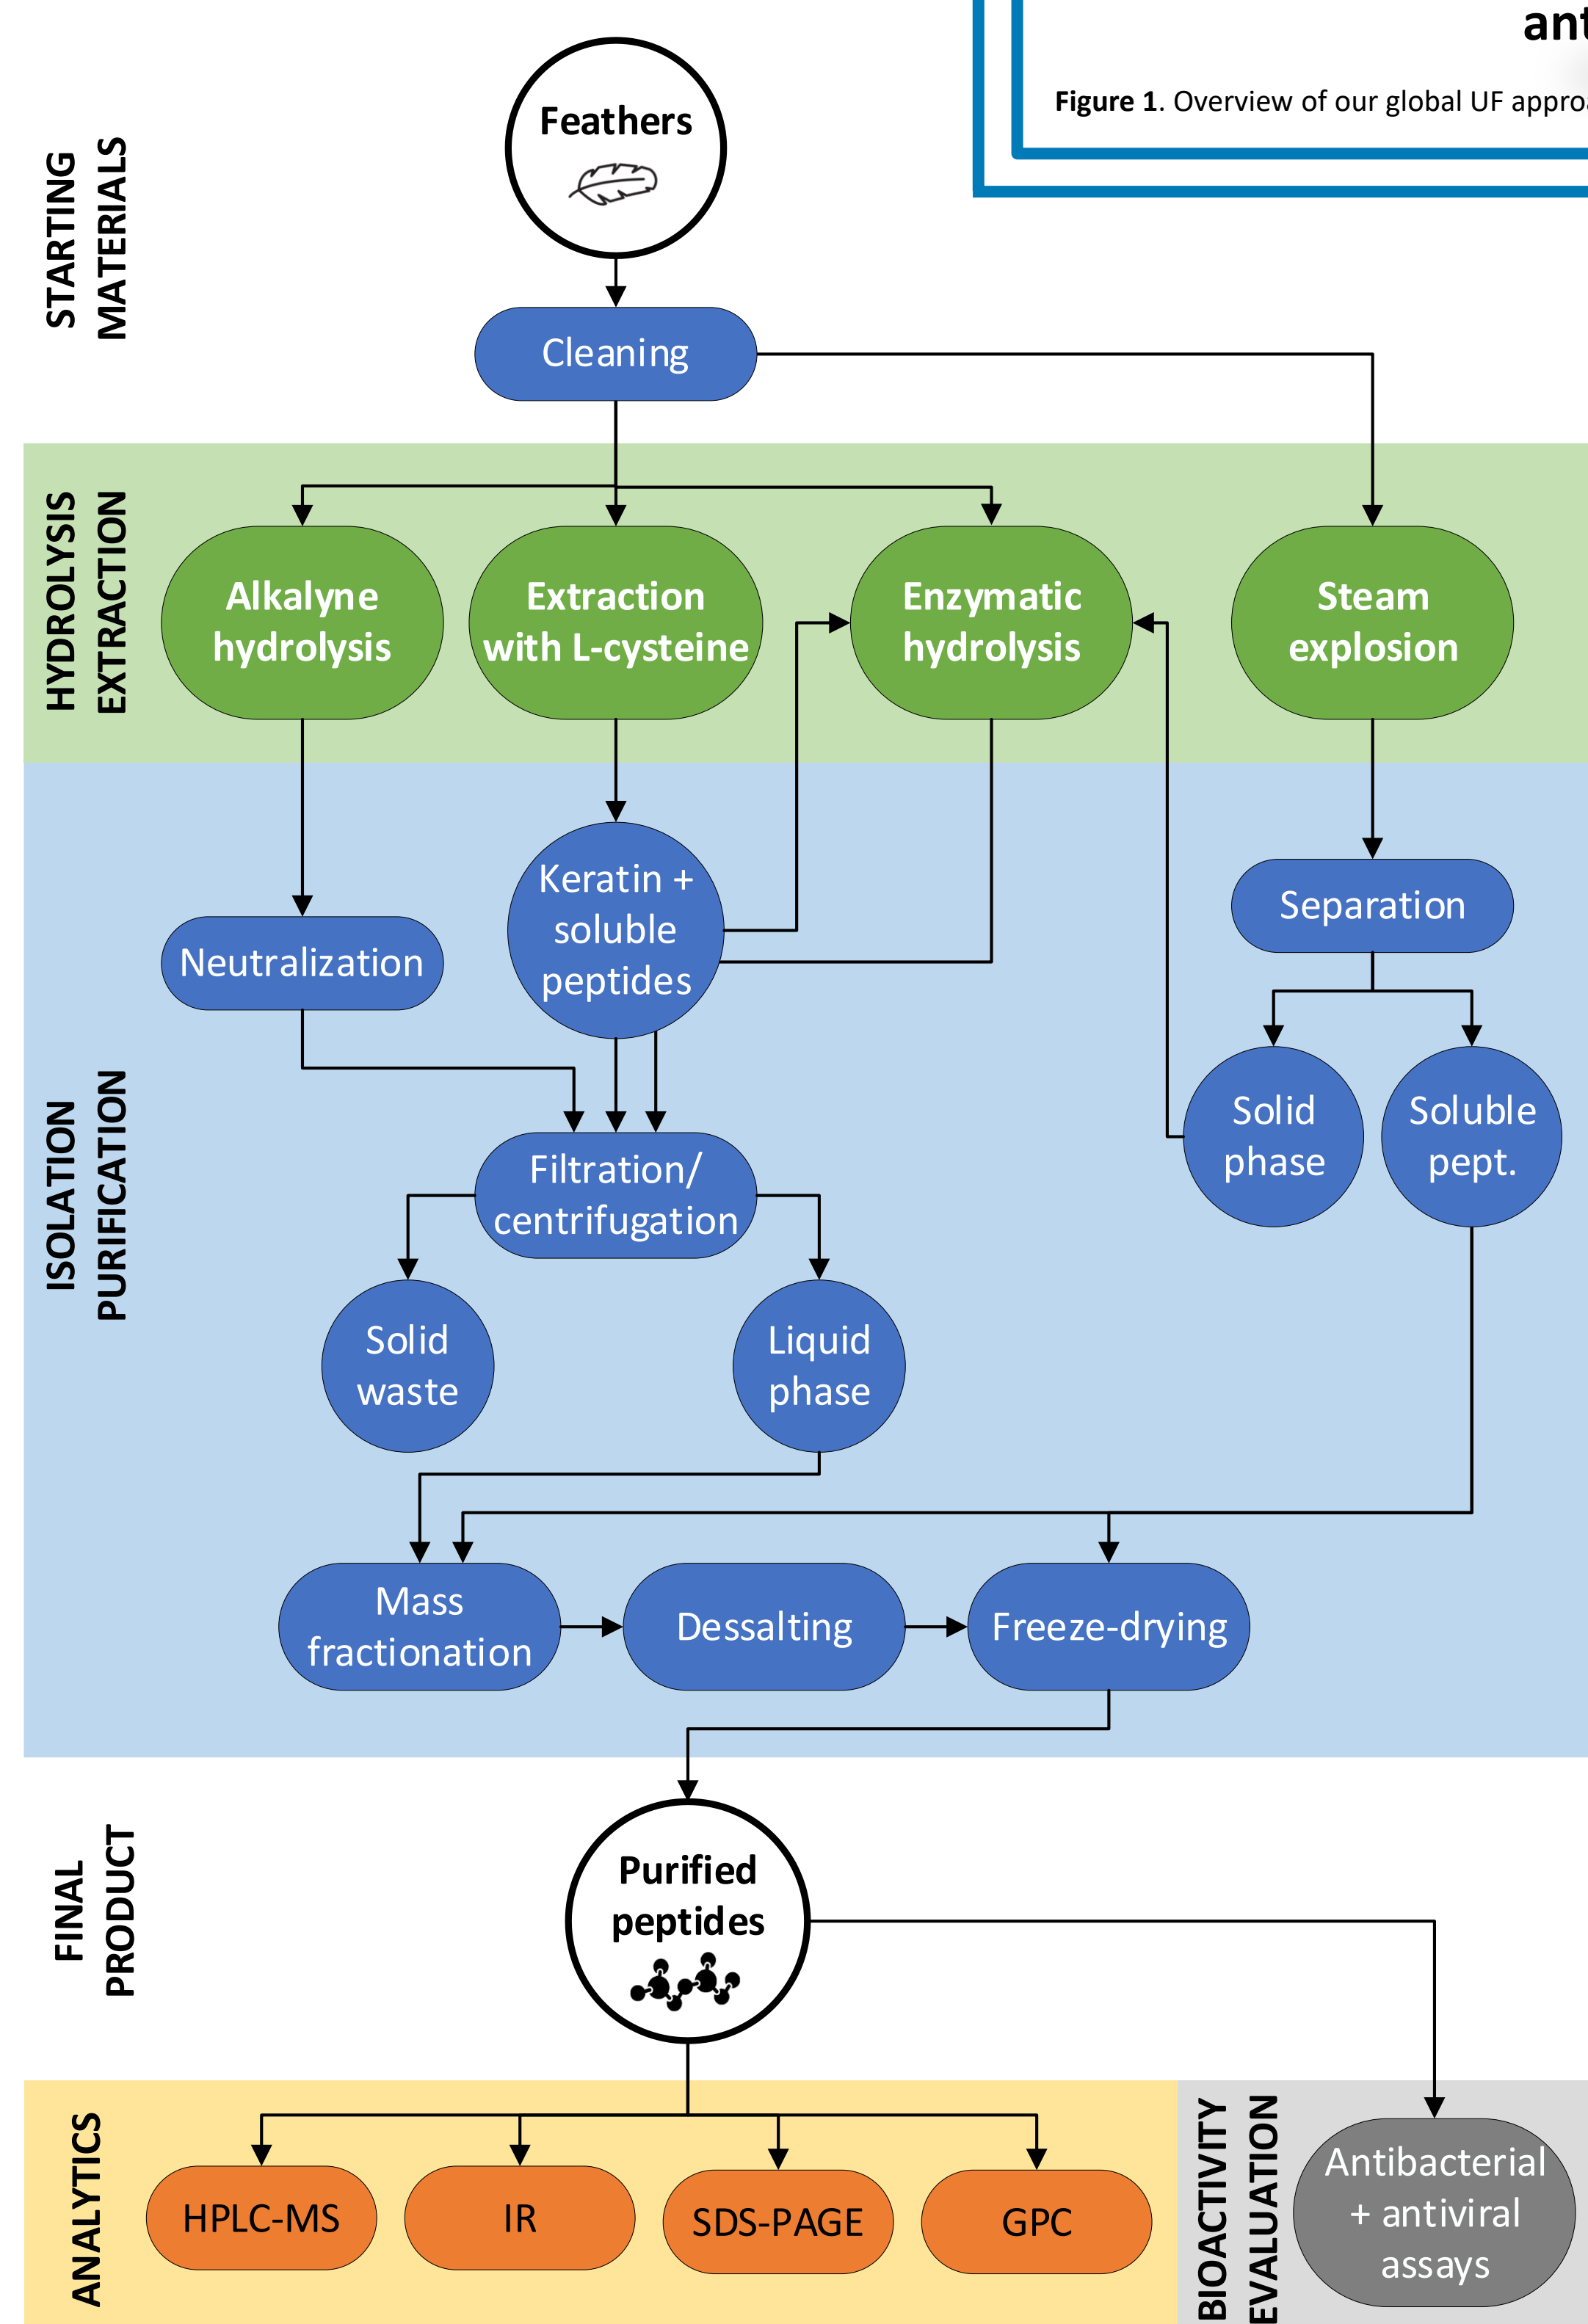 Figure 1. Overview of our global UF
STARTING
MATERIALS
Feathers
Cleaning
HYDROLYSIS
EXTRACTION
Alkalyne
hydrolysis
Extraction
with L-cysteine
Enzymatic
hydrolysis
Steam
explosion
ISOLATION
PURIFICATION
Keratin +
soluble
peptides
Neutralization
Separation
Solid
phase
Soluble
pept.
Filtration/
centrifugation
Solid
waste
Liquid
phase
Mass
fractionation
Dessalting
Freeze-drying
FINAL
PRODUCT
Purified
peptides
ANALYTICS
HPLC-MS
IR
SDS-PAGE
GPC
BIOACTIVITY
EVALUATION
Antibacterial
+ antiviral
assays